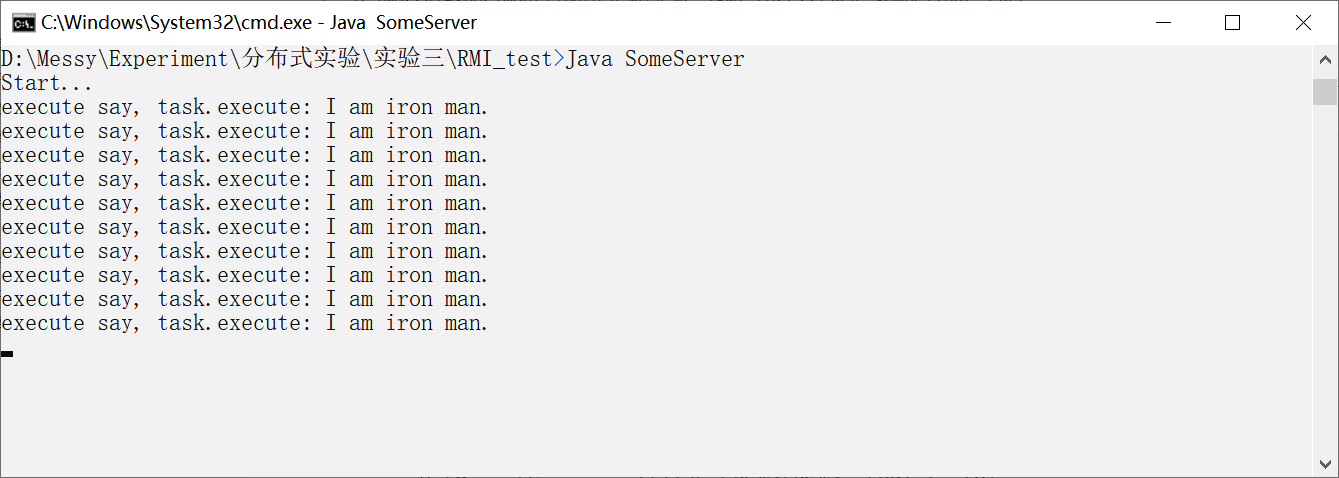 C:\Windows\System32\cmd.exe - Java  SomeServer
D:\Messy\Experiment\分布式实验\实验三\RMI_test>Java SomeServer
Start...
execute say, task.execute: I am iron man.
execute say, task.execute: I am iron man.
execute say, task.execute: I am iron man.
execute say, task.execute: I am iron man.
execute say, task.execute: I am iron man.
execute say, task.execute: I am iron man.
execute say, task.execute: I am iron man.
execute say, task.execute: I am iron man.
execute say, task.execute: I am iron man.
execute say, task.execute: I am iron man.